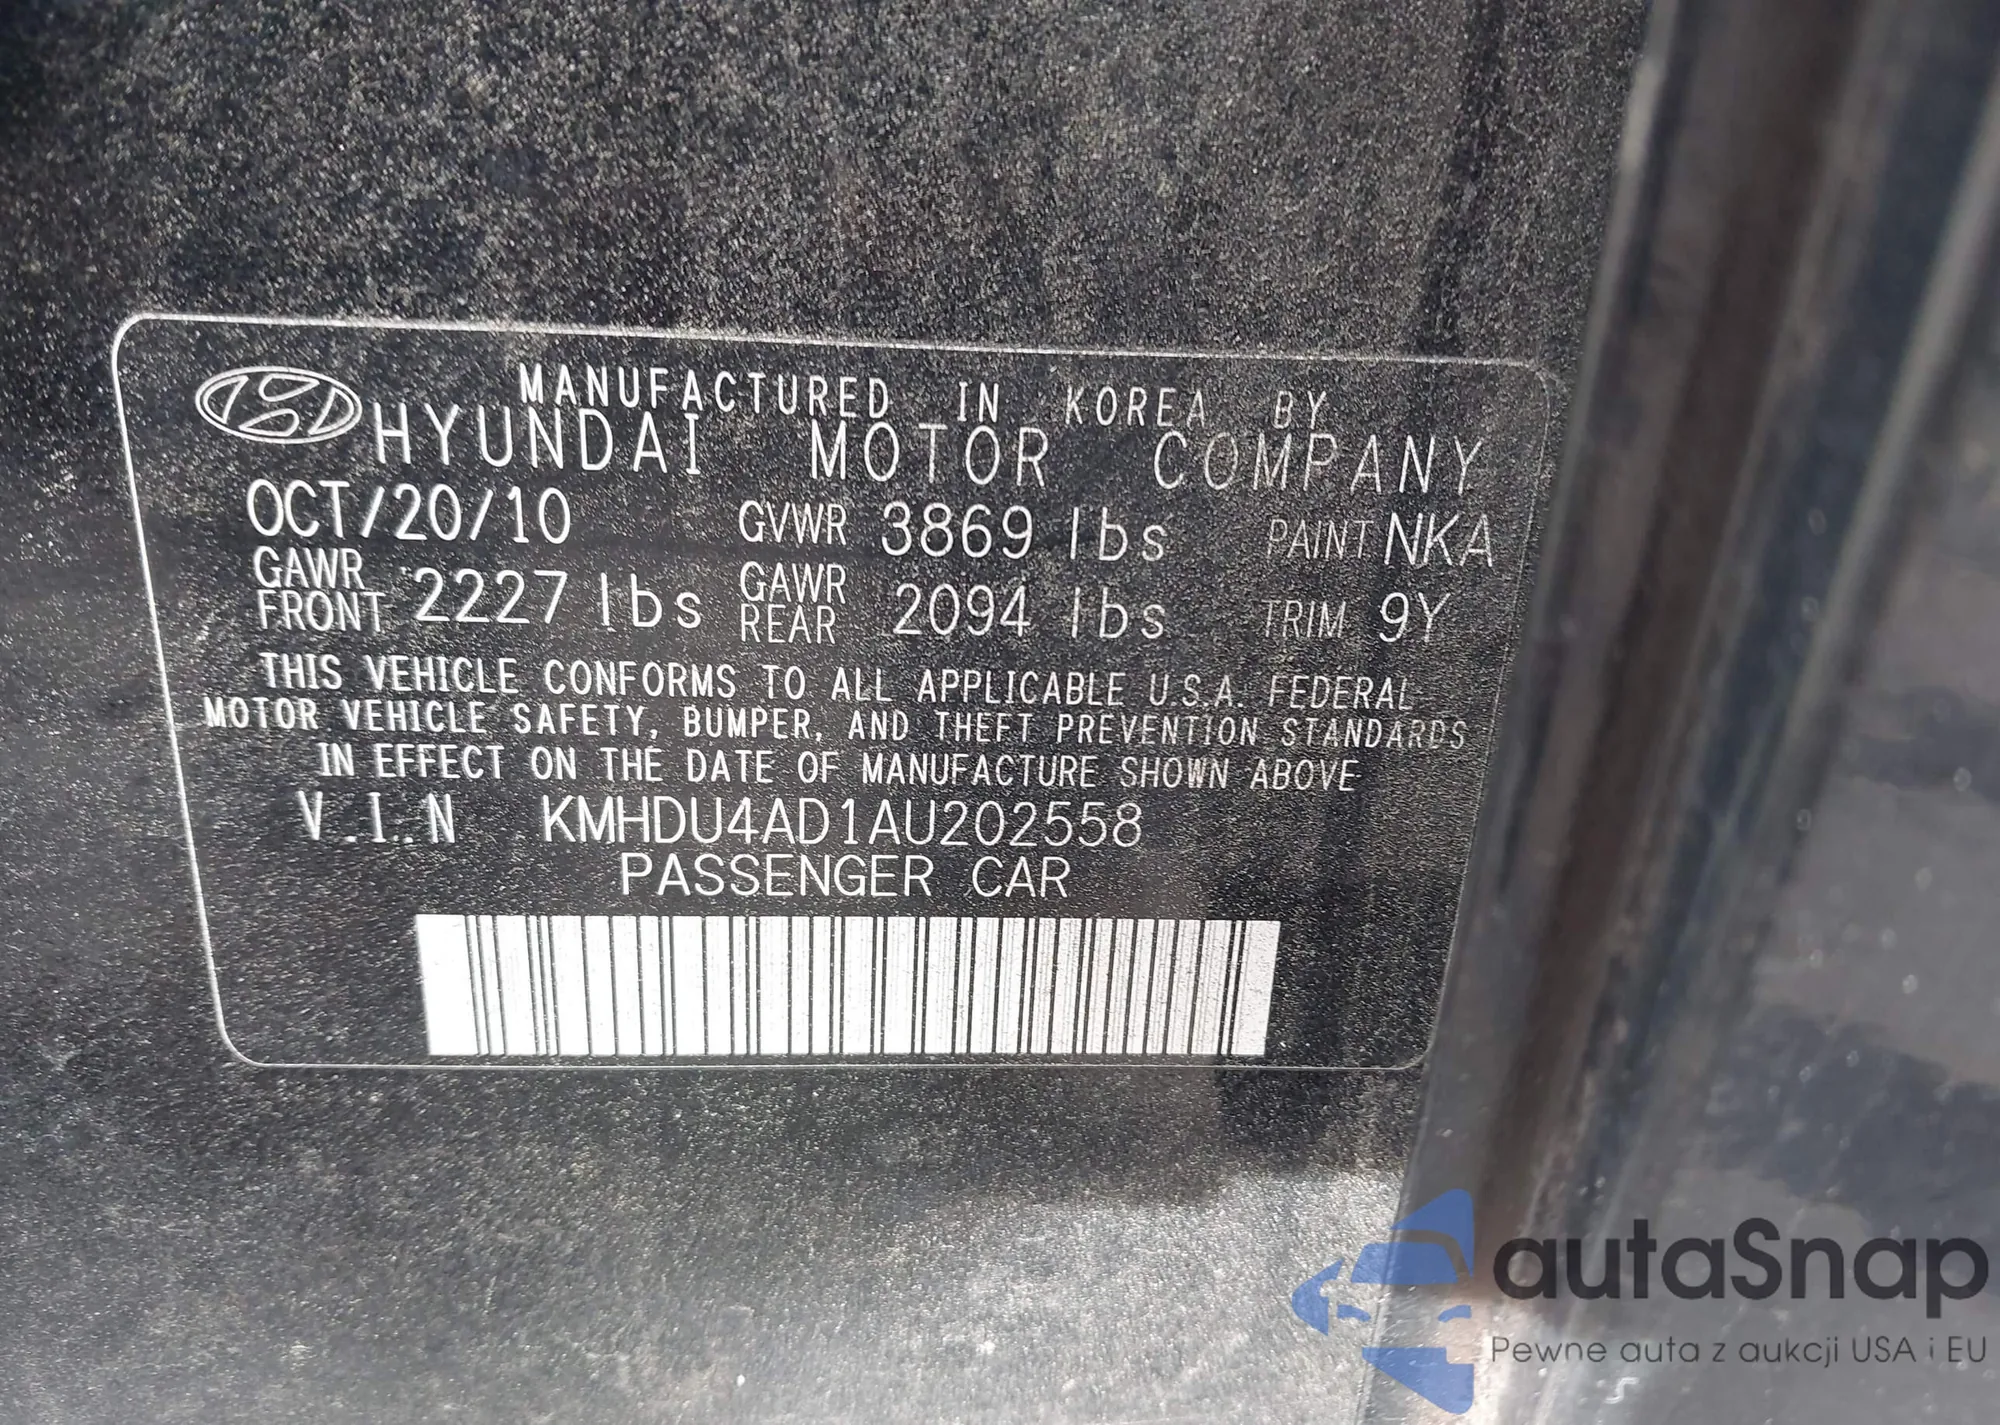 MANUFACTURED IN KOREA BY
HYUNDAI MOTOR COMPANY
OCT/20/10 GVWR 3869 lbs PAINT NKA
GAWR FRONT 2227 lbs GAWR REAR 2094 lbs TRIM 9Y
THIS VEHICLE CONFORMS TO ALL APPLICABLE U.S.A. FEDERAL
MOTOR VEHICLE SAFETY, BUMPER, AND THEFT PREVENTION STANDARDS
IN EFFECT ON THE DATE OF MANUFACTURE SHOWN ABOVE
V.I.N KMHDU4AD1AU202558
PASSENGER CAR
autaSnap
Pewne auta z aukcji USA i EU